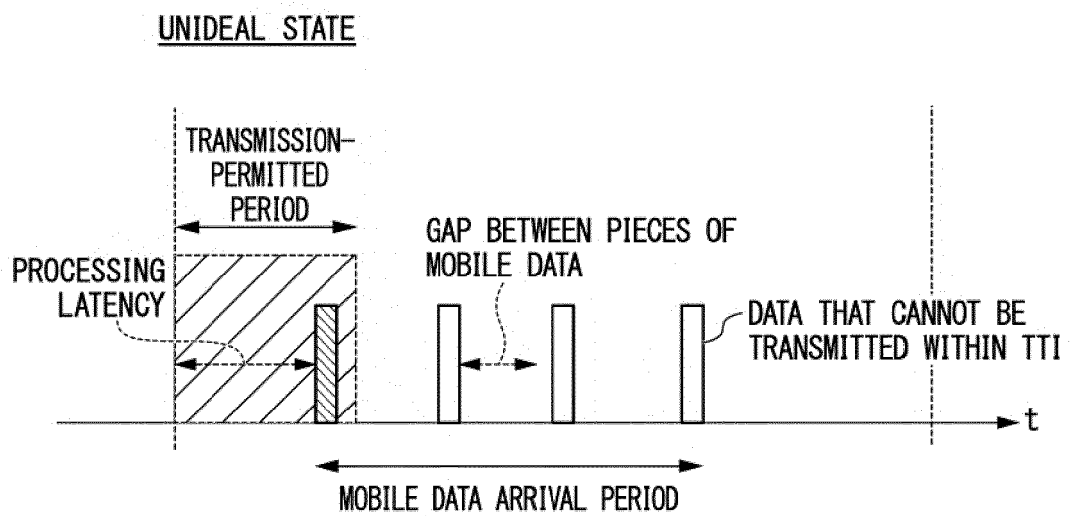 UNIDEAL STATE
TRANSMISSION-
PERMITTED
PERIOD
GAP BETWEEN PIECES OF
MOBILE DATA
PROCESSING
LATENCY
DATA THAT CANNOT BE
TRANSMITTED WITHIN TTI
t
MOBILE DATA ARRIVAL PERIOD